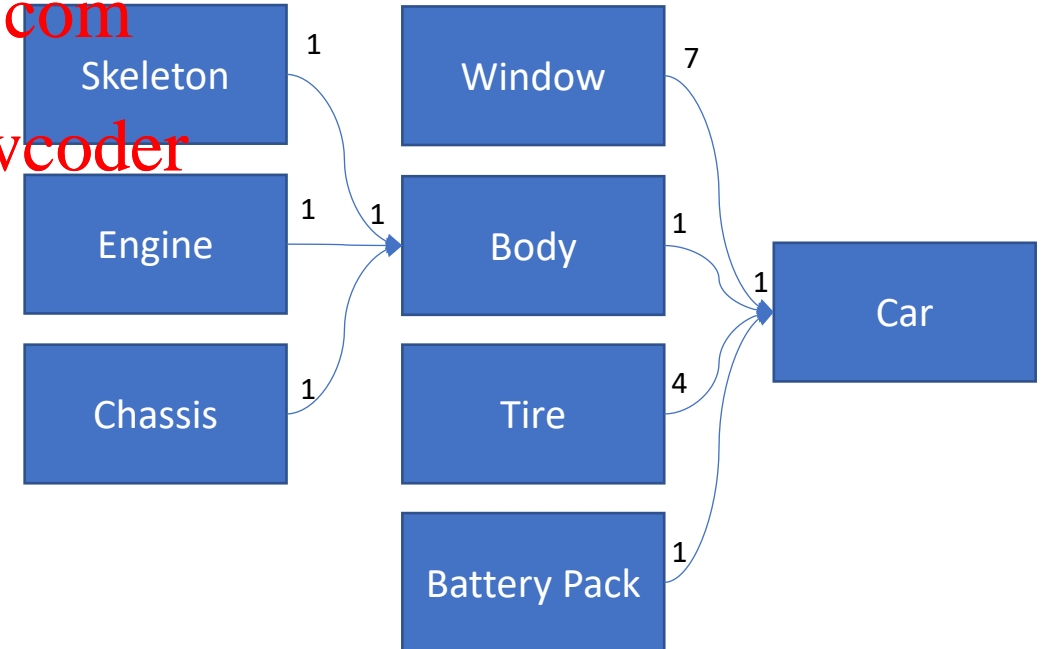 com
vcoder
Skeleton
1
Window
7
Engine
1
1
Body
1
1
Car
Chassis
1
Tire
4
Battery Pack
1